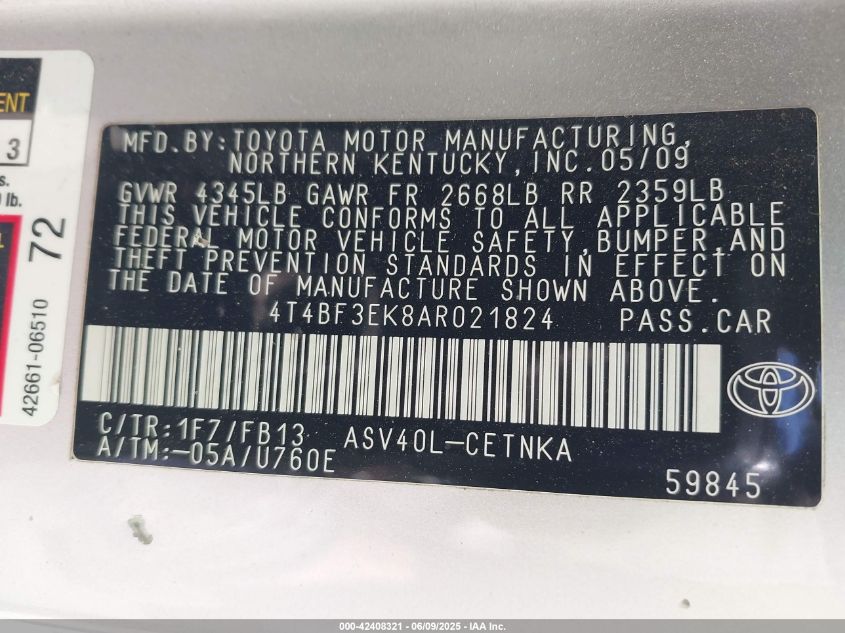 ENT
3
s.
lb.
L
72
42661-06510
MFD.BY:TOYOTA MOTOR MANUFACTURING,
NORTHERN KENTUCKY,INC.05/09
GVWR 4345LB GAWR FR 2668LB RR 2359LB
THIS VEHICLE CONFORMS TO ALL APPLICABLE
FEDERAL MOTOR VEHICLE SAFETY,BUMPER,AND
THEFT PREVENTION STANDARDS IN EFFECT ON
THE DATE OF MANUFACTURE SHOWN ABOVE.
4T4BF3EK8AR021824 PASS.CAR
C/TR:1F7/FB13 ASV40L-CETNKA
A/TM:-05A/U760E
59845
000-42408321 | 06/09/2025 - IAA Inc.